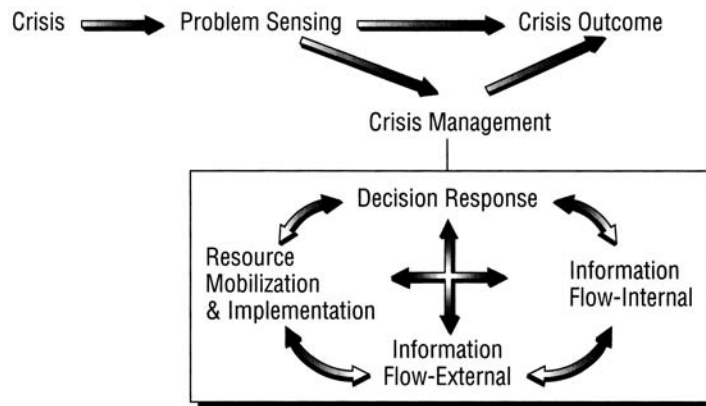 Crisis
Problem Sensing
Crisis Outcome
Crisis Management
Decision Response
Resource
Mobilization
& Implementation
Information
Flow-Internal
Information
Flow-External